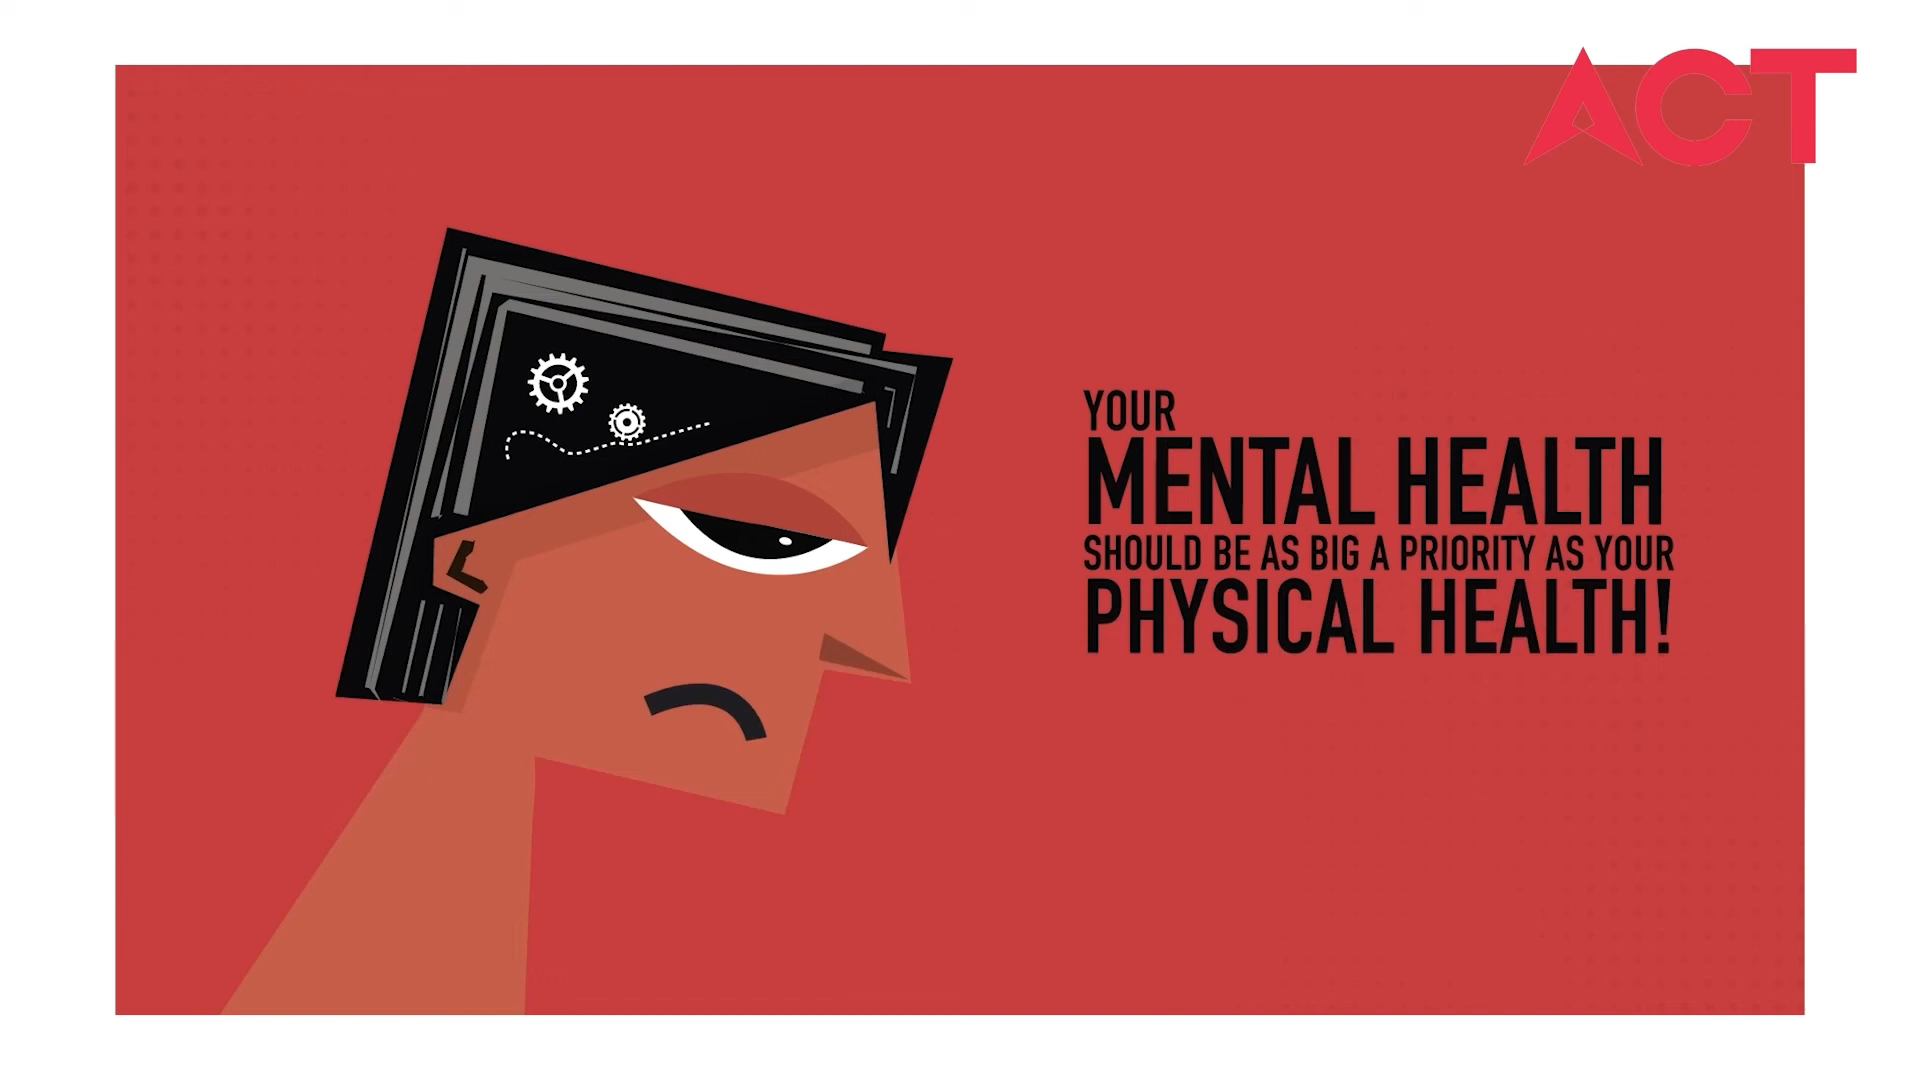 ACT
YOUR
MENTAL HEALTH
SHOULD BE AS BIG A PRIORITY AS YOUR
PHYSICAL HEALTH!